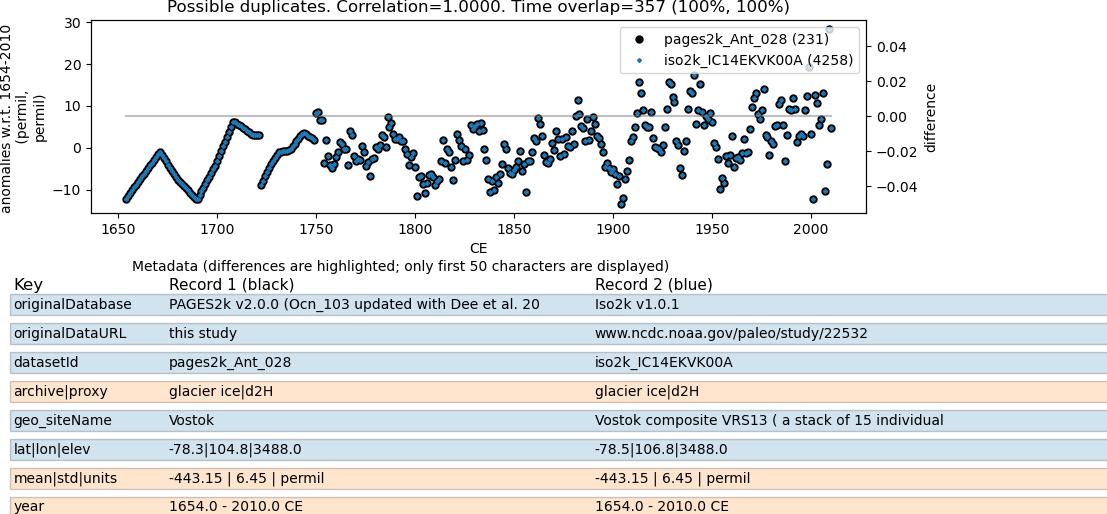 Possible duplicates. Correlation=1.0000. Time overlap=357 (100%, 100%)
anomalies w.r.t. 1654-2010
(permil,
permil)
30
20
10
0
−10
pages2k_Ant_028 (231)
iso2k_IC14EKVK00A (4258)
0.04
0.02
0.00
−0.02
−0.04
difference
1650 1700 1750 1800 1850 1900 1950 2000
CE
Metadata (differences are highlighted; only first 50 characters are displayed)
Key Record 1 (black) Record 2 (blue)
originalDatabase PAGES2k v2.0.0 (Ocn_103 updated with Dee et al. 20 Iso2k v1.0.1
originalDataURL this study www.ncdc.noaa.gov/paleo/study/22532
datasetId pages2k_Ant_028 iso2k_IC14EKVK00A
archive|proxy glacier ice|d2H glacier ice|d2H
geo_siteName Vostok Vostok composite VRS13 ( a stack of 15 individual
lat|lon|elev -78.3|104.8|3488.0 -78.5|106.8|3488.0
mean|std|units -443.15 | 6.45 | permil -443.15 | 6.45 | permil
year 1654.0 - 2010.0 CE 1654.0 - 2010.0 CE